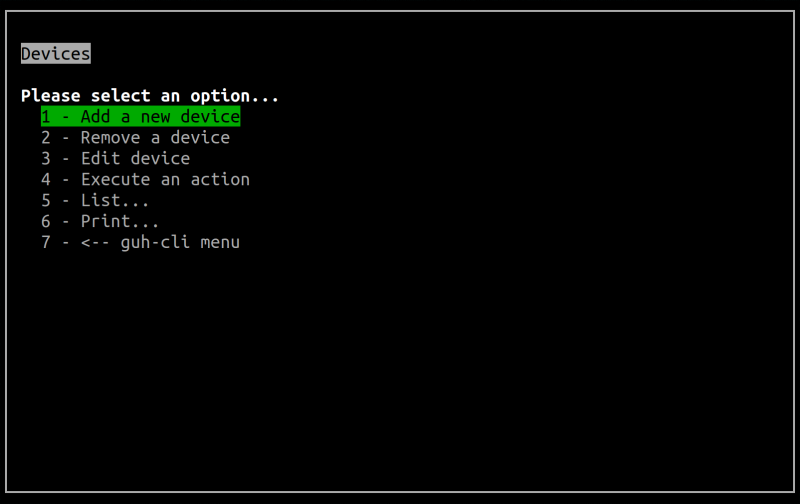 Devices
Please select an option...
1 - Add a new device
2 - Remove a device
3 - Edit device
4 - Execute an action
5 - List...
6 - Print...
7 - <-- guh-cli menu